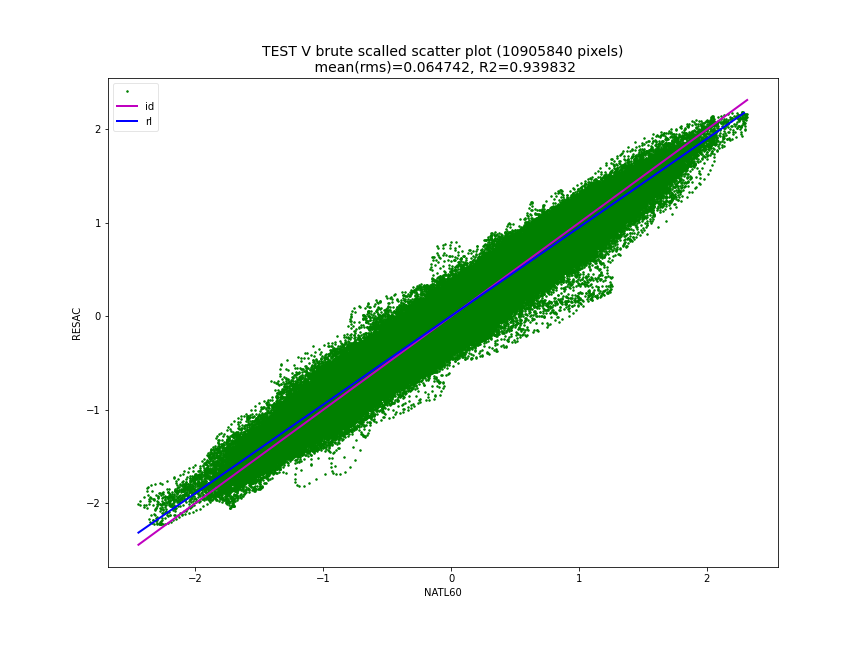 TEST V brute scalled scatter plot (10905840 pixels)
mean(rms)=0.064742, R2=0.939832
id
rl
2
1
0
−1
−2
RESAC
−2
−1
0
1
2
NATL60